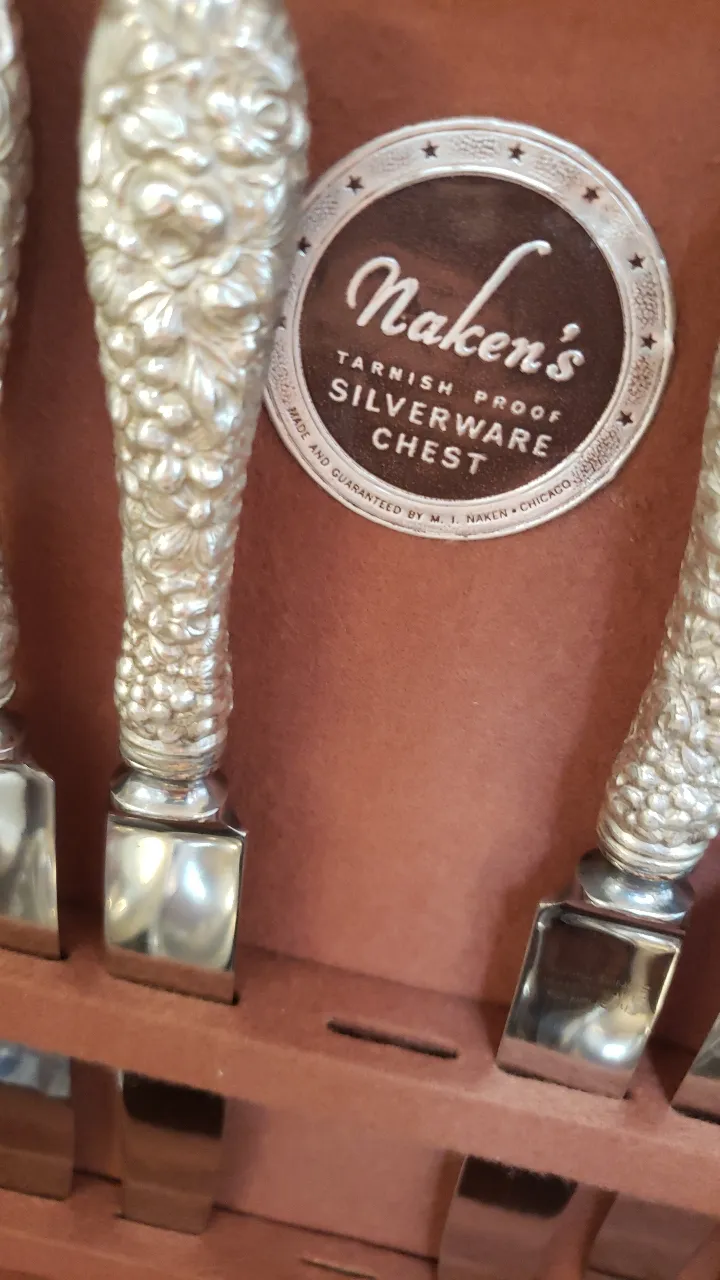 Naken's
TARNISH PROOF
SILVERWARE
CHEST
MADE AND GUARANTEED BY M. I. NAKEN • CHICAGO